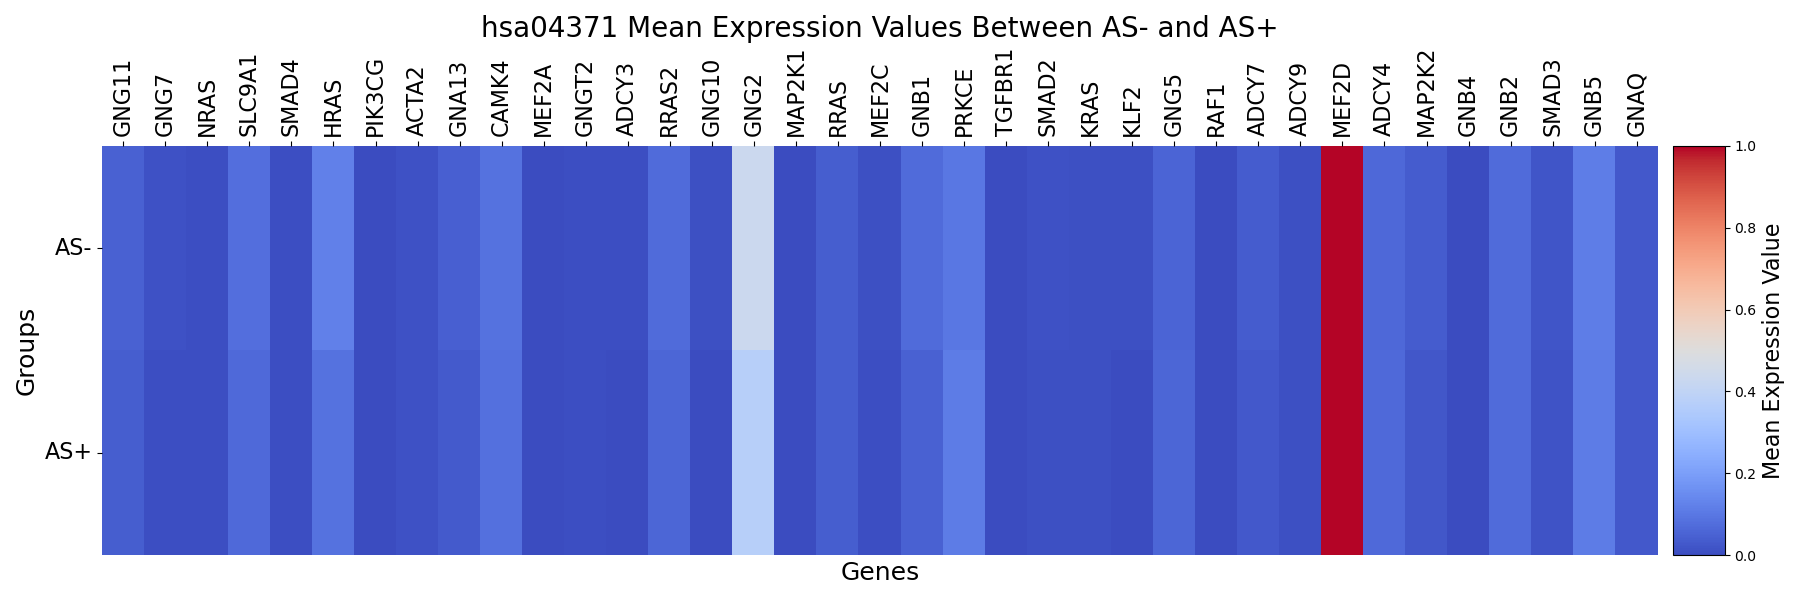 hsa04371 Mean Expression Values Between AS- and AS+
GNG11
GNG7
NRAS
SLC9A1
SMAD4
HRAS
PIK3CG
ACTA2
GNA13
CAMK4
MEF2A
GNGT2
ADCY3
RRAS2
GNG10
GNG2
MAP2K1
RRAS
MEF2C
GNB1
PRKCE
TGFBR1
SMAD2
KRAS
KLF2
GNG5
RAF1
ADCY7
ADCY9
MEF2D
ADCY4
MAP2K2
GNB4
GNB2
SMAD3
GNB5
GNAQ
Groups
AS-
AS+
Genes
1.0
0.8
0.6
0.4
0.2
0.0
Mean Expression Value